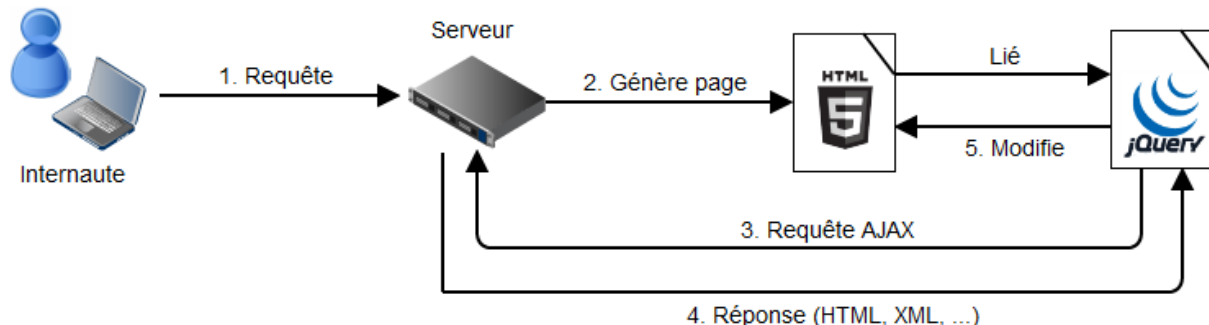 Serveur
1. Requête
2. Génère page
Lié
HTML
5
jQuery
5. Modifie
Internaute
3. Requête AJAX
4. Réponse (HTML, XML, ...)